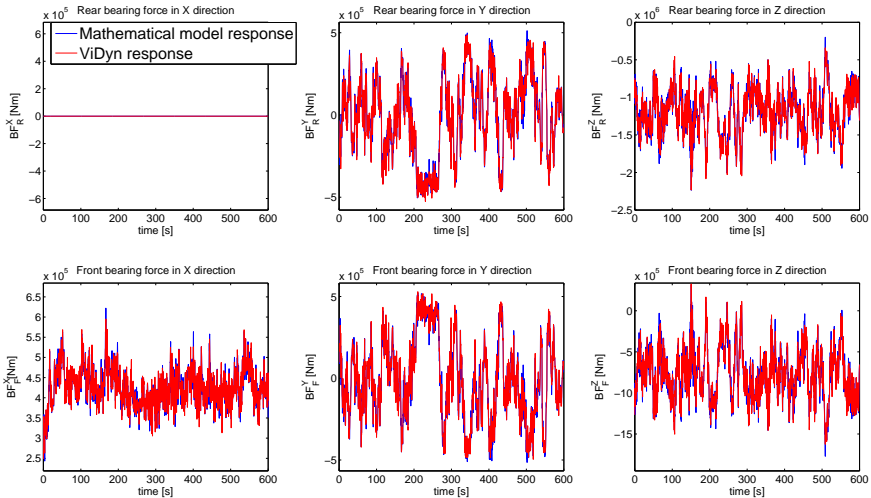 Rear bearing force in X direction
x 10^5
6
4
2
0
−2
−4
−6
BF_R^X [Nm]
0 100 200 300 400 500 600
time [s]
Mathematical model response
ViDyn response
Rear bearing force in Y direction
x 10^5
5
0
−5
BF_R^Y [Nm]
0 100 200 300 400 500 600
time [s]
Rear bearing force in Z direction
x 10^6
0
−0.5
−1
−1.5
−2
−2.5
BF_R^Z [Nm]
0 100 200 300 400 500 600
time [s]
Front bearing force in X direction
x 10^5
6.5
6
5.5
5
4.5
4
3.5
3
2.5
BF_F^X[Nm]
0 100 200 300 400 500 600
time [s]
Front bearing force in Y direction
x 10^5
5
0
−5
BF_F^Y [Nm]
0 100 200 300 400 500 600
time [s]
Front bearing force in Z direction
x 10^5
0
−5
−10
−15
BF_F^Z [Nm]
0 100 200 300 400 500 600
time [s]